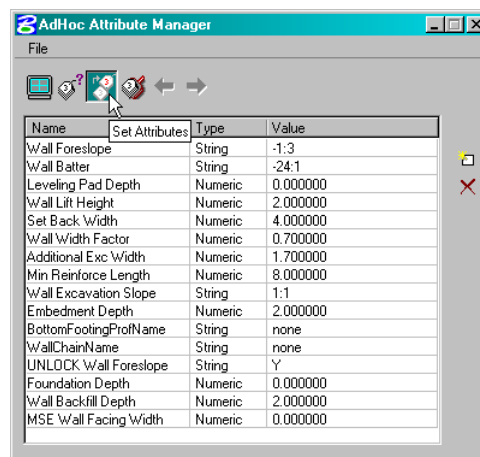 AdHoc Attribute Manager
File
Name Type Value
Set Attributes
Wall Foreslope String -1:3
Wall Batter String -24:1
Leveling Pad Depth Numeric 0.000000
Wall Lift Height Numeric 2.000000
Set Back Width Numeric 4.000000
Wall Width Factor Numeric 0.700000
Additional Exc Width Numeric 1.700000
Min Reinforce Length Numeric 8.000000
Wall Excavation Slope String 1:1
Embedment Depth Numeric 2.000000
BottomFootingProfName String none
WallChainName String none
UNLOCK Wall Foreslope String Y
Foundation Depth Numeric 0.000000
Wall Backfill Depth Numeric 2.000000
MSE Wall Facing Width Numeric 0.000000